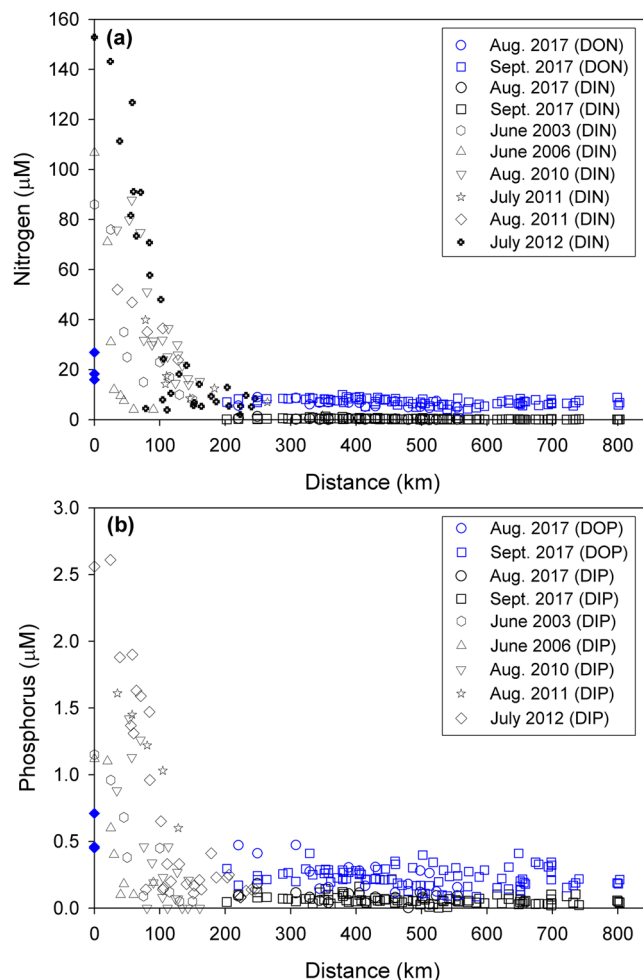 (a)
160
140
120
100
80
60
40
20
0
Nitrogen (μM)
Aug. 2017 (DON)
Sept. 2017 (DON)
Aug. 2017 (DIN)
Sept. 2017 (DIN)
June 2003 (DIN)
June 2006 (DIN)
Aug. 2010 (DIN)
July 2011 (DIN)
Aug. 2011 (DIN)
July 2012 (DIN)
0 100 200 300 400 500 600 700 800
Distance (km)
(b)
3.0
2.5
2.0
1.5
1.0
0.5
0.0
Phosphorus (μM)
Aug. 2017 (DOP)
Sept. 2017 (DOP)
Aug. 2017 (DIP)
Sept. 2017 (DIP)
June 2003 (DIP)
June 2006 (DIP)
Aug. 2010 (DIP)
Aug. 2011 (DIP)
July 2012 (DIP)
0 100 200 300 400 500 600 700 800
Distance (km)